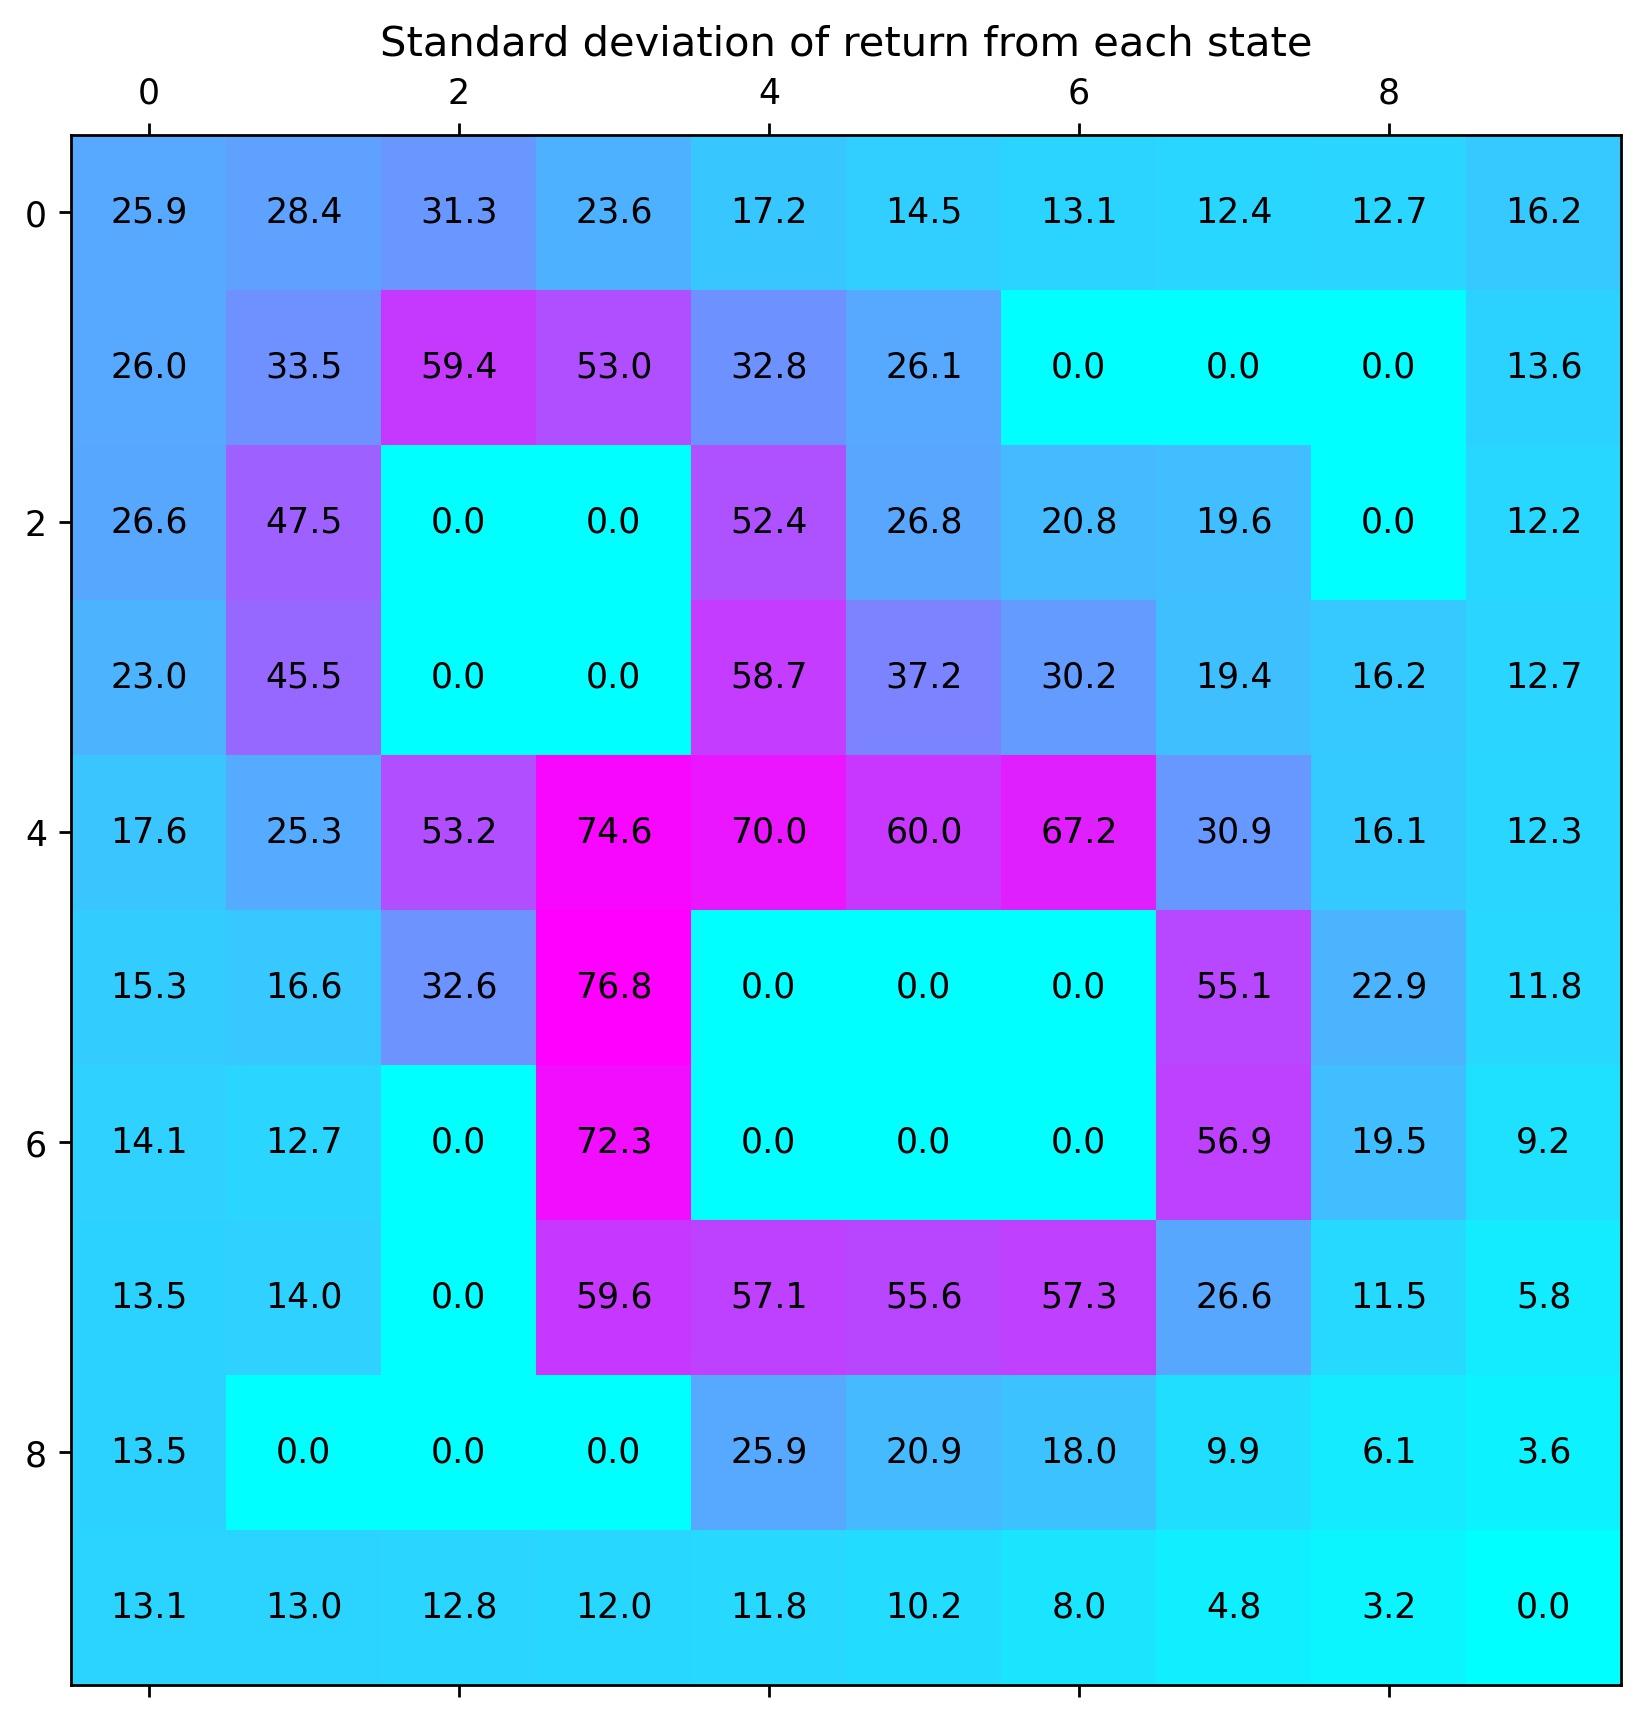 Standard deviation of return from each state
0 2 4 6 8
0 25.9 28.4 31.3 23.6 17.2 14.5 13.1 12.4 12.7 16.2
26.0 33.5 59.4 53.0 32.8 26.1 0.0 0.0 0.0 13.6
2 26.6 47.5 0.0 0.0 52.4 26.8 20.8 19.6 0.0 12.2
23.0 45.5 0.0 0.0 58.7 37.2 30.2 19.4 16.2 12.7
4 17.6 25.3 53.2 74.6 70.0 60.0 67.2 30.9 16.1 12.3
15.3 16.6 32.6 76.8 0.0 0.0 0.0 55.1 22.9 11.8
6 14.1 12.7 0.0 72.3 0.0 0.0 0.0 56.9 19.5 9.2
13.5 14.0 0.0 59.6 57.1 55.6 57.3 26.6 11.5 5.8
8 13.5 0.0 0.0 0.0 25.9 20.9 18.0 9.9 6.1 3.6
13.1 13.0 12.8 12.0 11.8 10.2 8.0 4.8 3.2 0.0